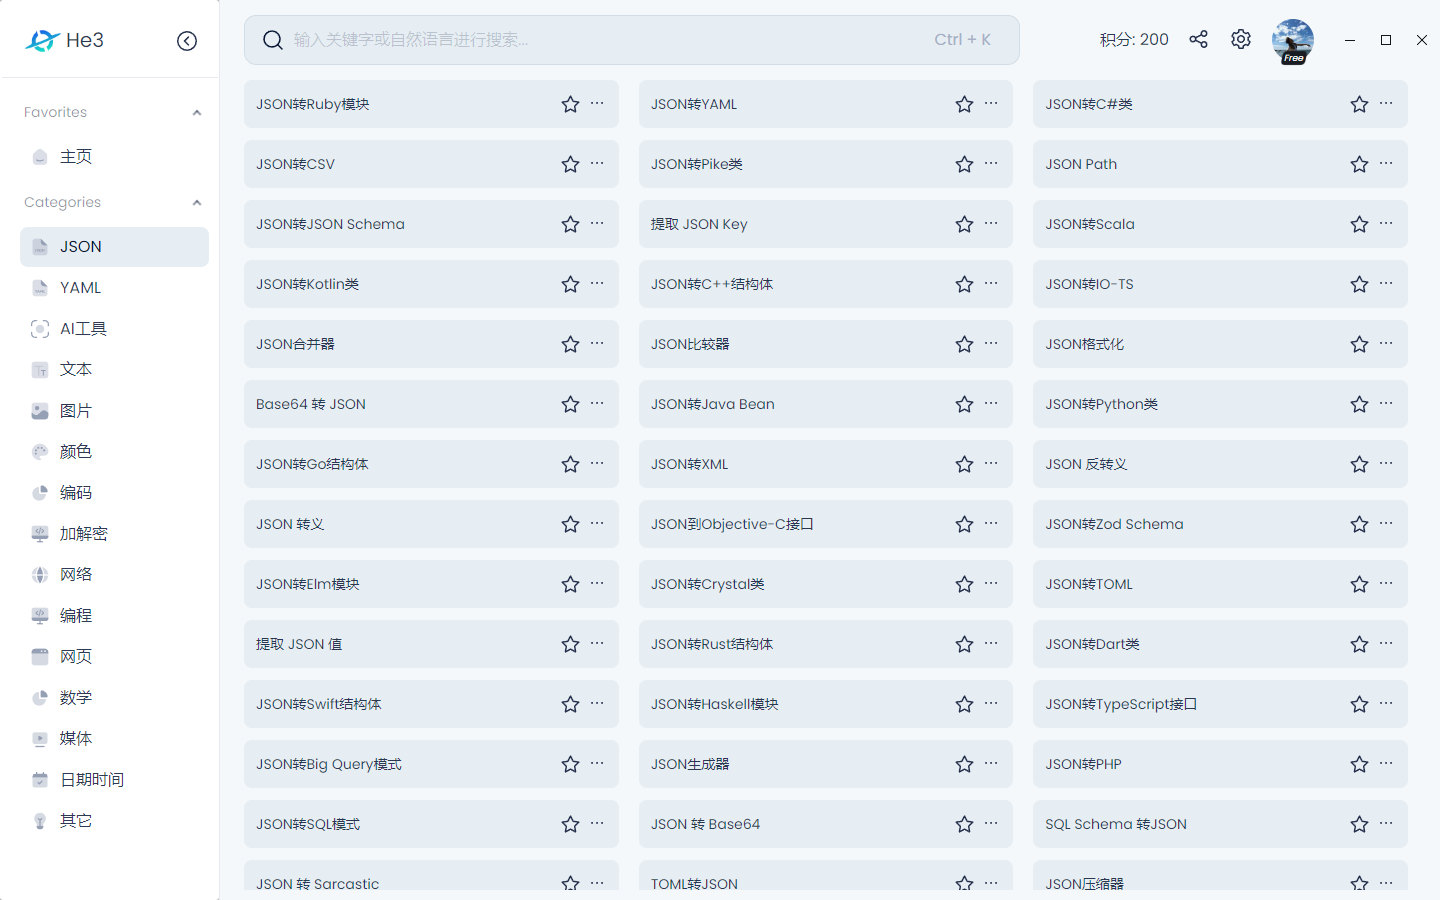 He3
输入关键字或自然语言进行搜索...
Ctrl + K
积分: 200
Free
Favorites
主页
Categories
JSON
YAML
AI工具
文本
图片
颜色
编码
加解密
网络
编程
网页
数学
媒体
日期时间
其它
JSON转Ruby模块
JSON转YAML
JSON转C#类
JSON转CSV
JSON转Pike类
JSON Path
JSON转JSON Schema
提取 JSON Key
JSON转Scala
JSON转Kotlin类
JSON转C++结构体
JSON转IO-TS
JSON合并器
JSON比较器
JSON格式化
Base64 转 JSON
JSON转Java Bean
JSON转Python类
JSON转Go结构体
JSON转XML
JSON 反转义
JSON 转义
JSON到Objective-C接口
JSON转Zod Schema
JSON转Elm模块
JSON转Crystal类
JSON转TOML
提取 JSON 值
JSON转Rust结构体
JSON转Dart类
JSON转Swift结构体
JSON转Haskell模块
JSON转TypeScript接口
JSON转Big Query模式
JSON生成器
JSON转PHP
JSON转SQL模式
JSON 转 Base64
SQL Schema 转JSON
JSON 转 Sarcastic
TOML转JSON
JSON压缩器